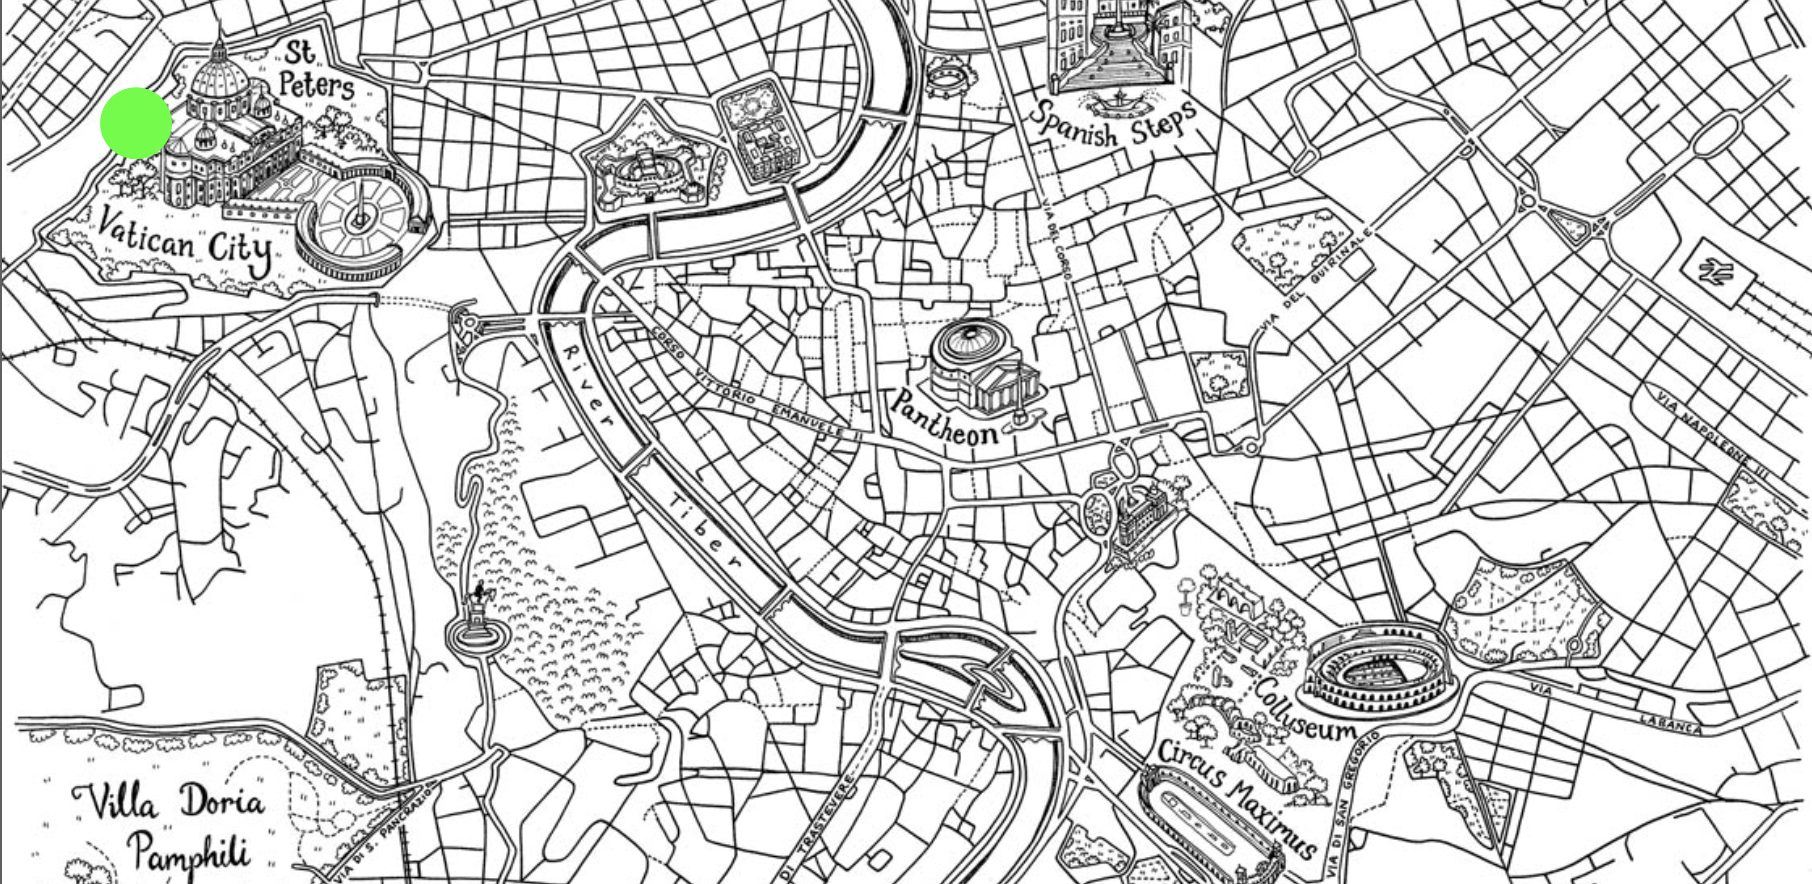 St
Peters
Spanish Steps
Vatican City
VIA DEL CORSO
VIA DEL QUIRINALE
River
CORSO VITTORIO EMANUELE II
Pantheon
VIA NAPOLEONE III
Tiber
Colluseum
VIA
LABANCA
Circus Maximus
VIA DI SAN GREGORIO
Villa Doria
Pamphili
VIA DI S. PANCRAZIO
DI TRASTEVERE